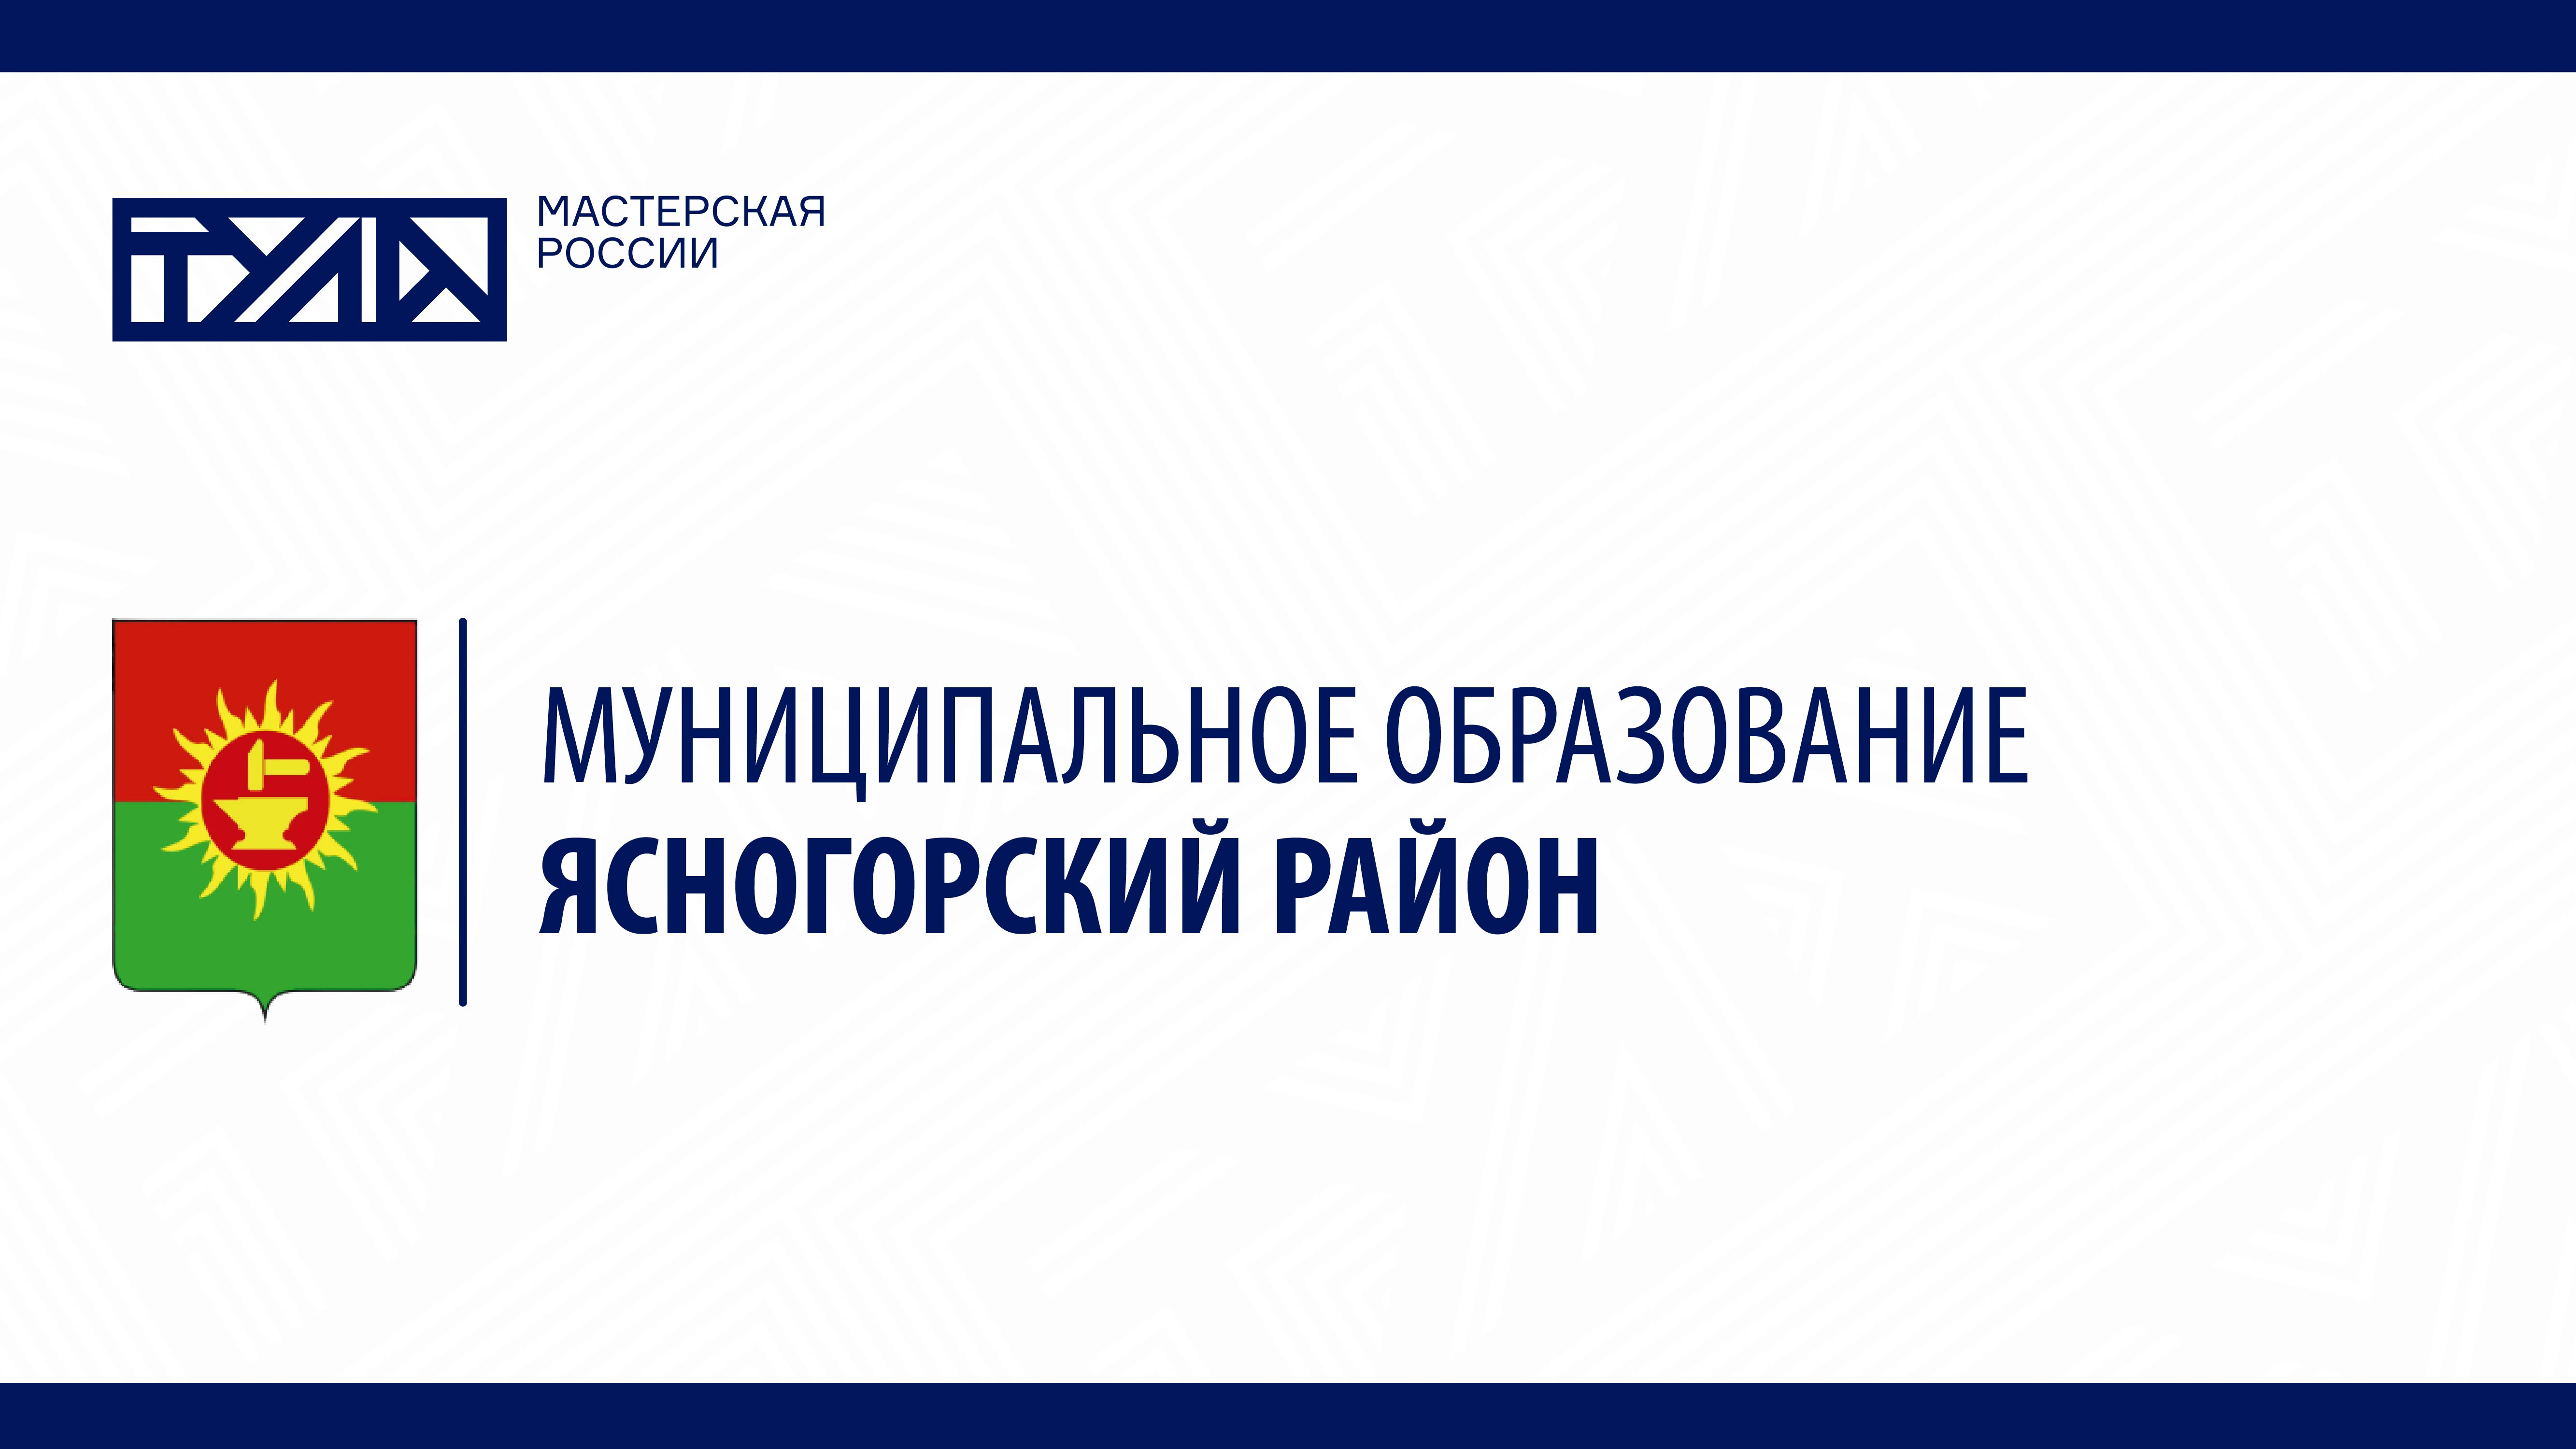 ТУЛА
МАСТЕРСКАЯ
РОССИИ
МУНИЦИПАЛЬНОЕ ОБРАЗОВАНИЕ
ЯСНОГОРСКИЙ РАЙОН